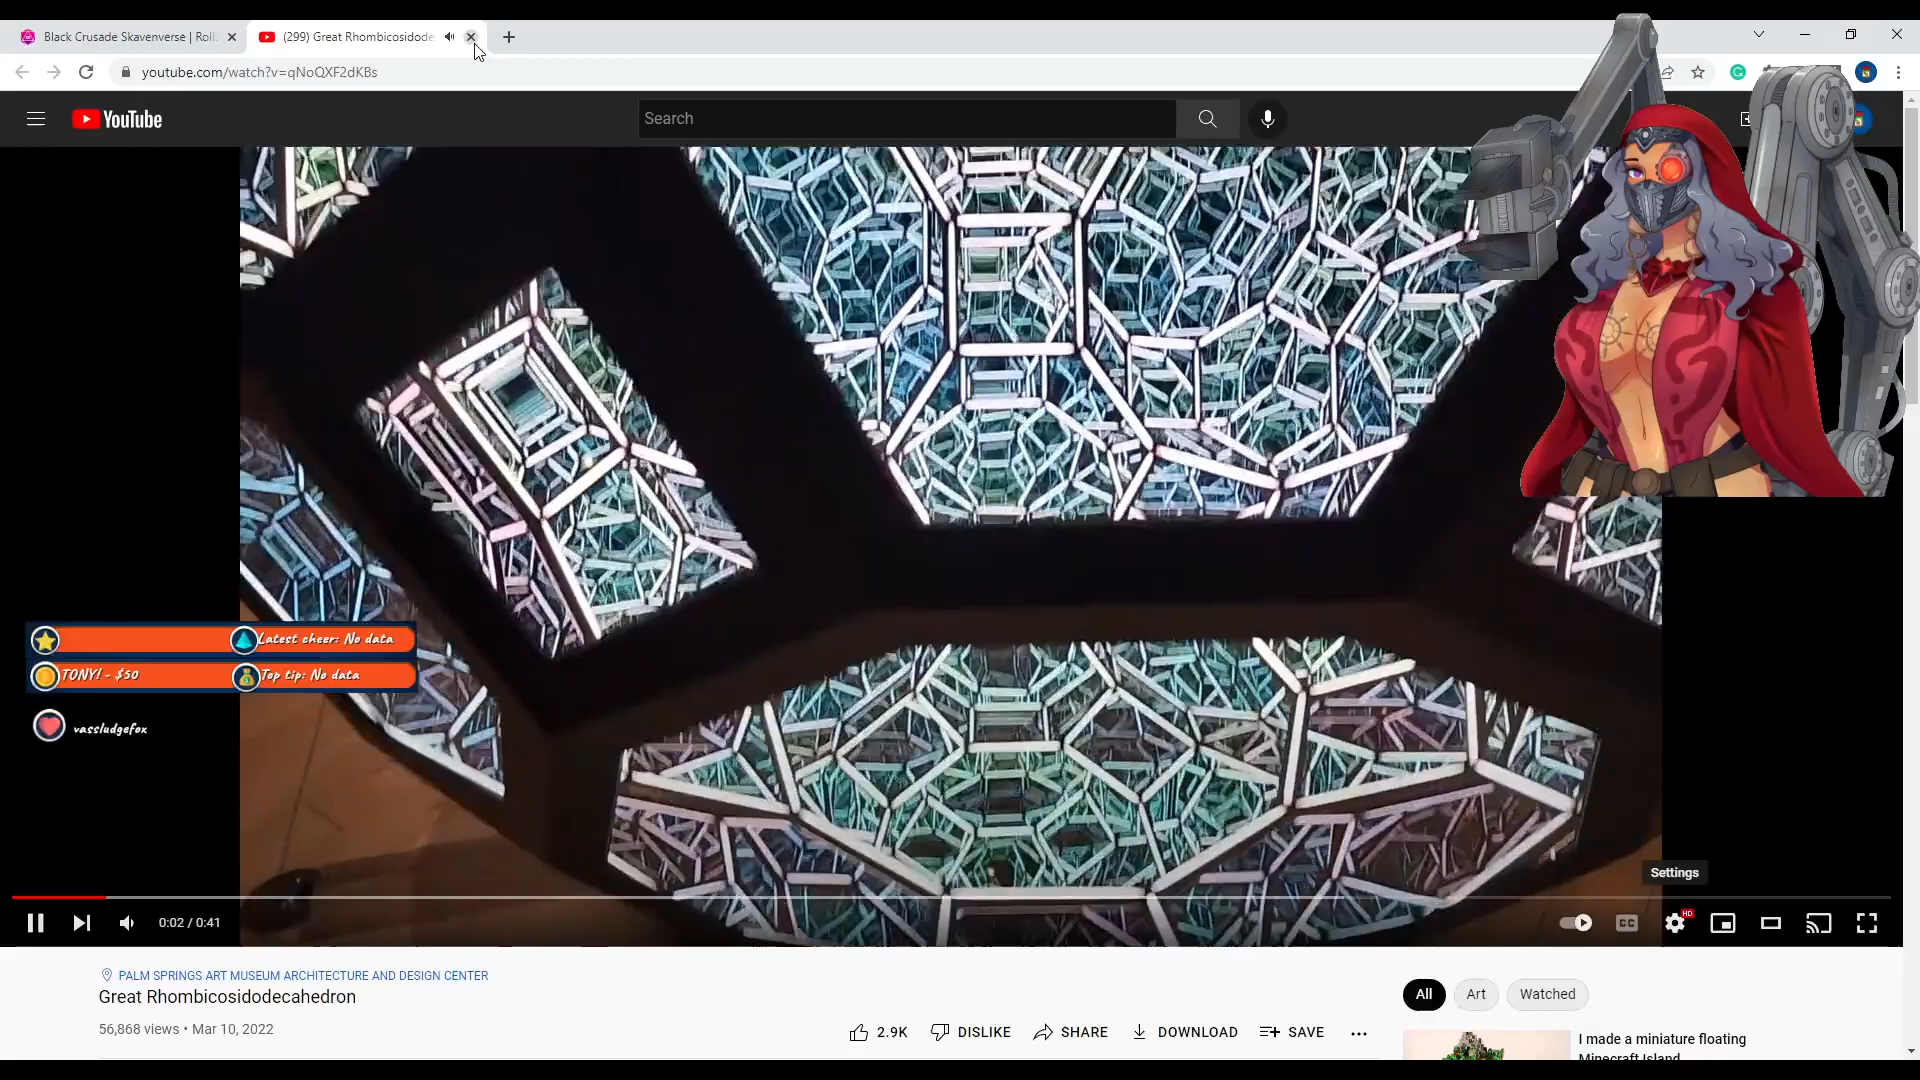 Black Crusade Skavenverse | Roll
(299) Great Rhombicosidode
youtube.com/watch?v=qNoQXF2dKBs
YouTube
Search
Latest cheer: No data
TONY! - $50
Top tip: No data
vassludgefox
Settings
0:02 / 0:41
CC
HD
PALM SPRINGS ART MUSEUM ARCHITECTURE AND DESIGN CENTER
Great Rhombicosidodecahedron
56,868 views • Mar 10, 2022
2.9K
DISLIKE
SHARE
DOWNLOAD
SAVE
All
Art
Watched
I made a miniature floating
Minecraft Island